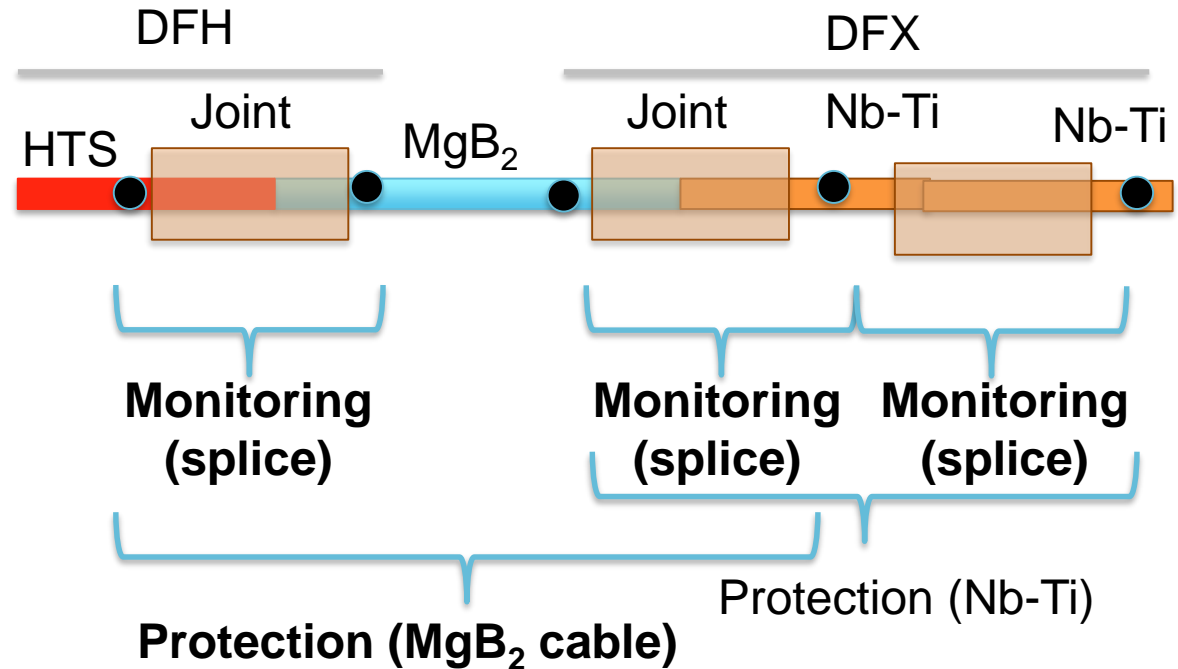 DFH
DFX
Joint
Joint
Nb-Ti
Nb-Ti
HTS
MgB₂
Monitoring
(splice)
Monitoring
(splice)
Monitoring
(splice)
Protection (Nb-Ti)
Protection (MgB₂ cable)